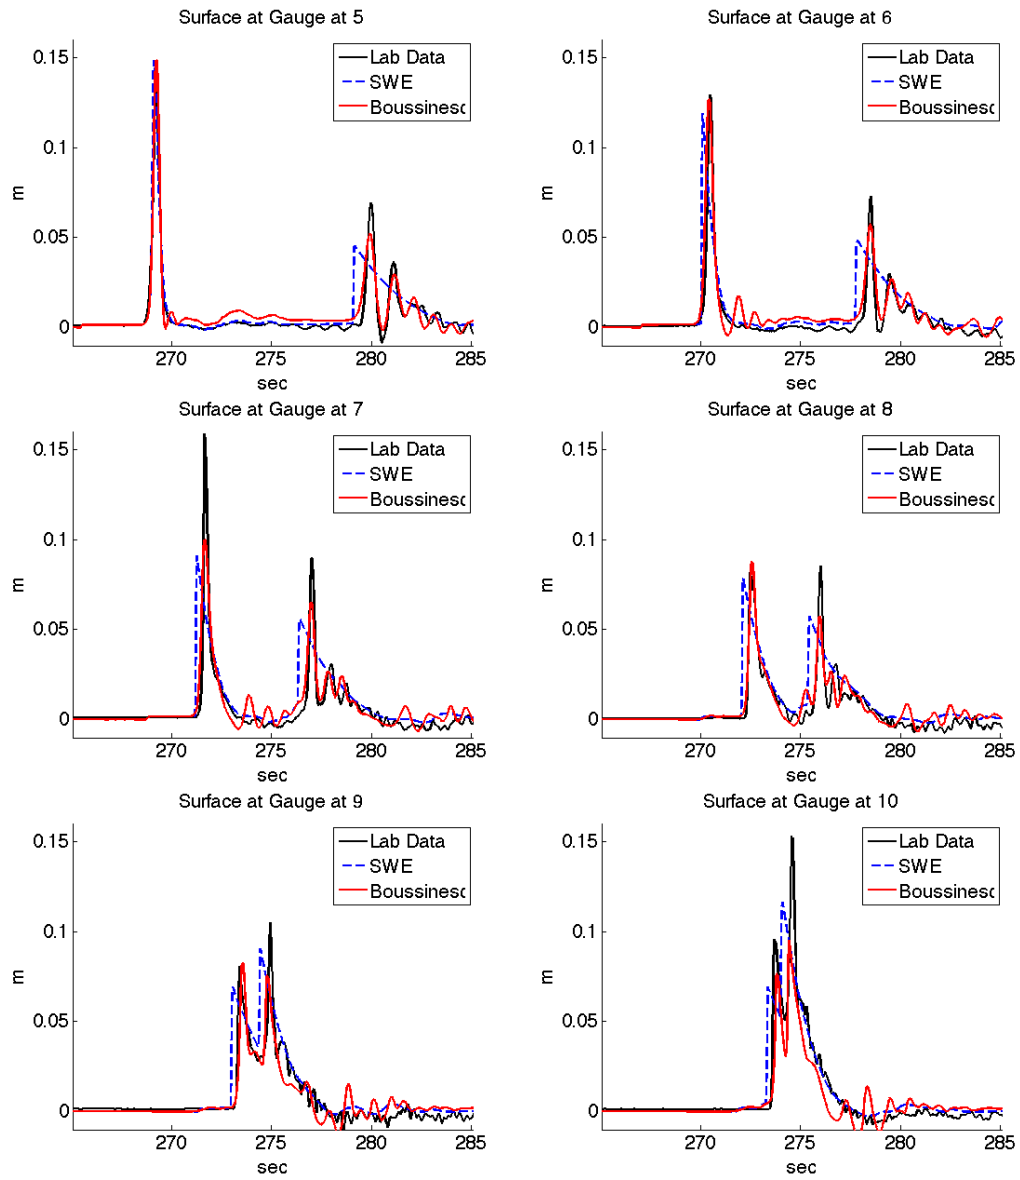 Surface at Gauge at 5
0.15
0.1
0.05
0
m
Lab Data
SWE
Boussinesc
270
275
280
285
sec
Surface at Gauge at 6
0.15
0.1
0.05
0
m
Lab Data
SWE
Boussinesc
270
275
280
285
sec
Surface at Gauge at 7
0.15
0.1
0.05
0
m
Lab Data
SWE
Boussinesc
270
275
280
285
sec
Surface at Gauge at 8
0.15
0.1
0.05
0
m
Lab Data
SWE
Boussinesc
270
275
280
285
sec
Surface at Gauge at 9
0.15
0.1
0.05
0
m
Lab Data
SWE
Boussinesc
270
275
280
285
sec
Surface at Gauge at 10
0.15
0.1
0.05
0
m
Lab Data
SWE
Boussinesc
270
275
280
285
sec